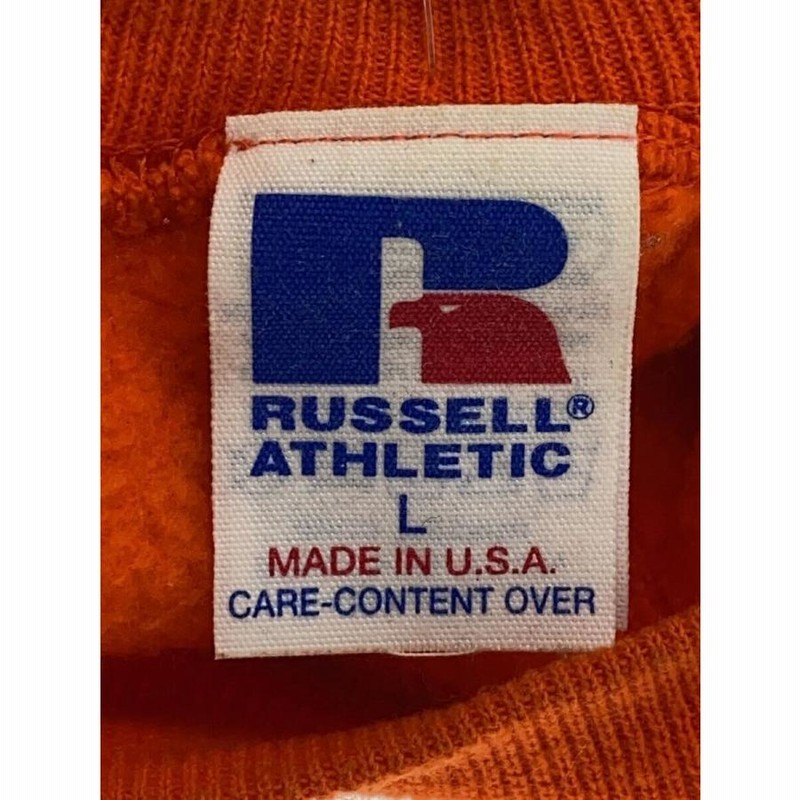 RUSSELL®
ATHLETIC
L
MADE IN U.S.A.
CARE-CONTENT OVER